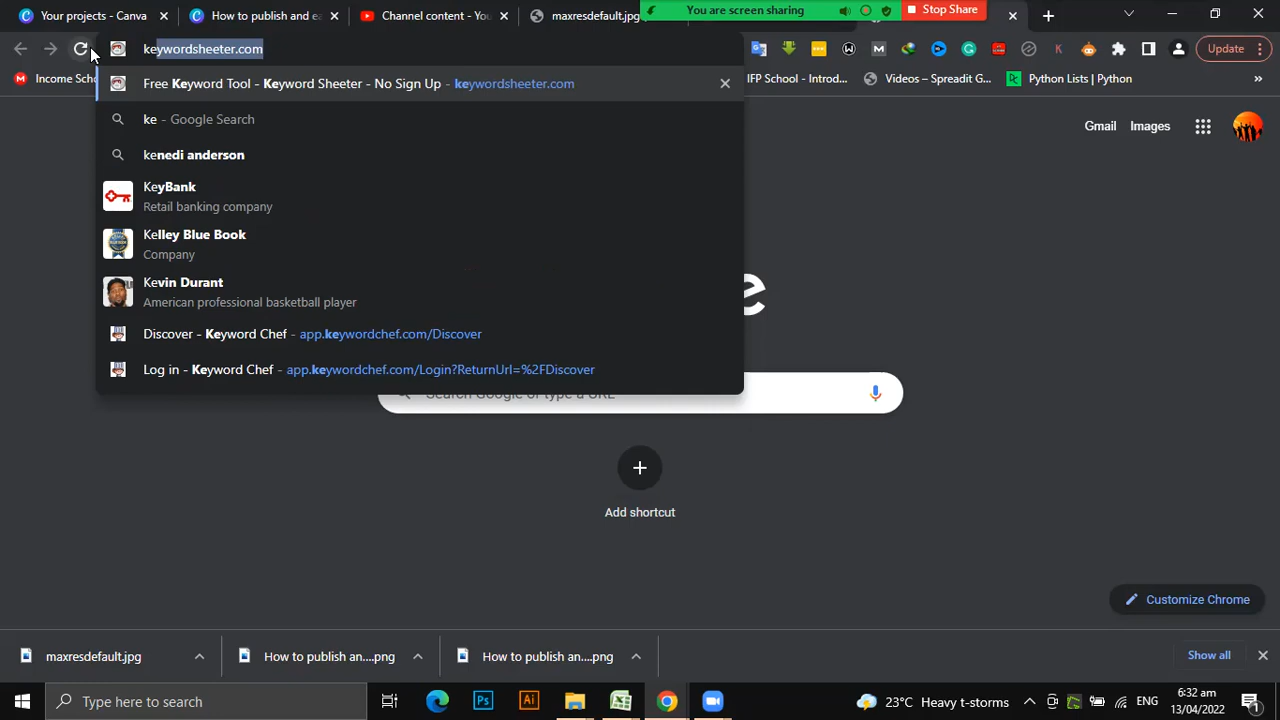 Your projects - Canva
How to publish and ea
Channel content - You
maxresdefault.jpg
You are screen sharing
Stop Share
keywordsheeter.com
Update
Income Scho
IFP School - Introd...
Videos – Spreadit G...
Python Lists | Python
»
Free Keyword Tool - Keyword Sheeter - No Sign Up - keywordsheeter.com
ke - Google Search
kenedi anderson
KeyBank
Retail banking company
Kelley Blue Book
Company
Kevin Durant
American professional basketball player
Discover - Keyword Chef - app.keywordchef.com/Discover
Log in - Keyword Chef - app.keywordchef.com/Login?ReturnUrl=%2FDiscover
Gmail Images
e
Search Google or type a URL
Add shortcut
Customize Chrome
maxresdefault.jpg
How to publish an....png
How to publish an....png
Show all
Type here to search
Ps
Ai
23°C Heavy t-storms
ENG
6:32 am
13/04/2022
1